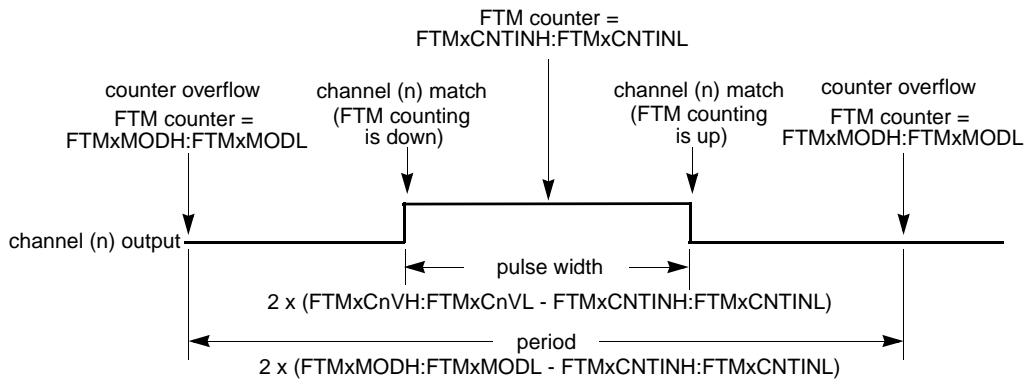 FTM counter =
FTMxCNTINH:FTMxCNTINL
counter overflow
FTM counter =
FTMxMODH:FTMxMODL
channel (n) match
(FTM counting
is down)
channel (n) match
(FTM counting
is up)
counter overflow
FTM counter =
FTMxMODH:FTMxMODL
channel (n) output
pulse width
2 x (FTMxCnVH:FTMxCnVL - FTMxCNTINH:FTMxCNTINL)
period
2 x (FTMxMODH:FTMxMODL - FTMxCNTINH:FTMxCNTINL)